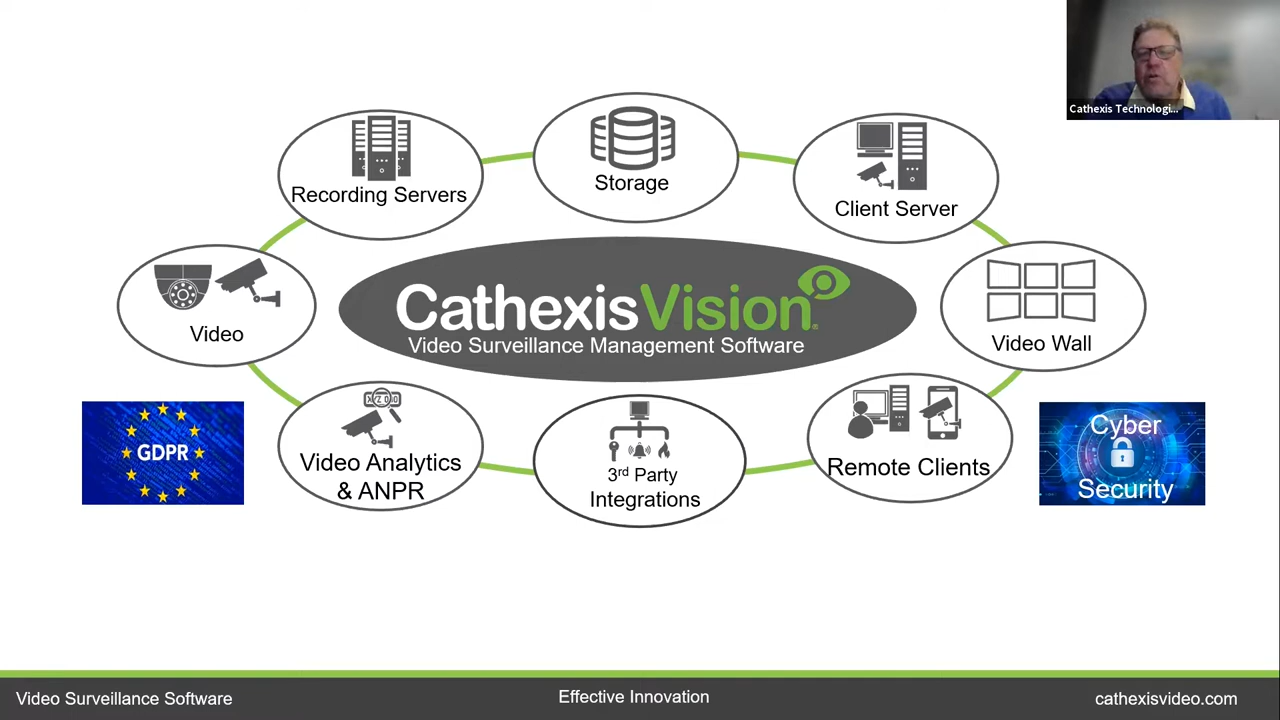 Cathexis Technologi...
Storage
Recording Servers
Client Server
CathexisVision®
Video Surveillance Management Software
Video
Video Wall
GDPR
Video Analytics
& ANPR
3rd Party
Integrations
Remote Clients
Cyber
Security
Video Surveillance Software
Effective Innovation
cathexisvideo.com